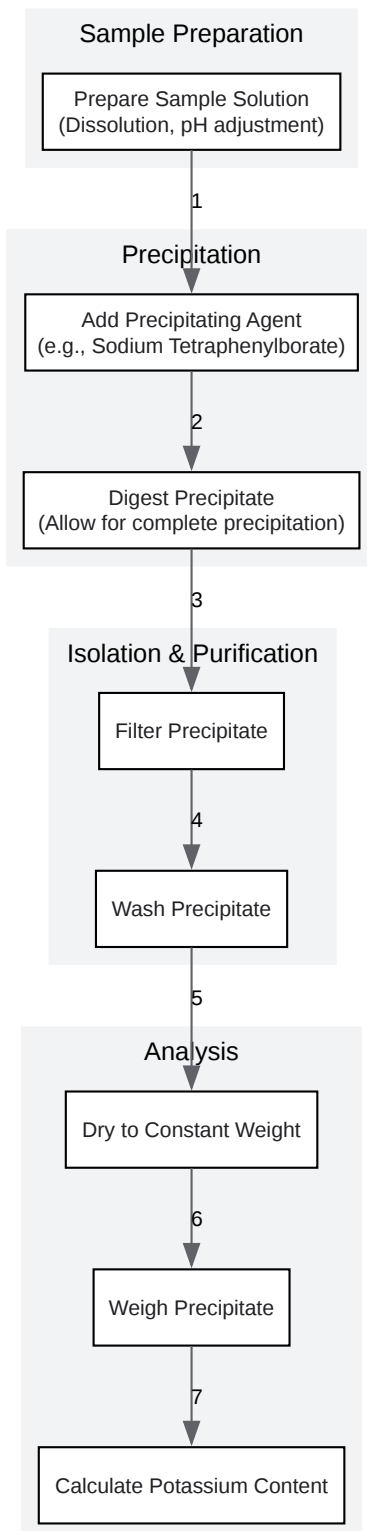 Sample Preparation
Prepare Sample Solution
(Dissolution, pH adjustment)
1
Precipitation
Add Precipitating Agent
(e.g., Sodium Tetraphenylborate)
2
Digest Precipitate
(Allow for complete precipitation)
3
Isolation & Purification
Filter Precipitate
4
Wash Precipitate
5
Analysis
Dry to Constant Weight
6
Weigh Precipitate
7
Calculate Potassium Content